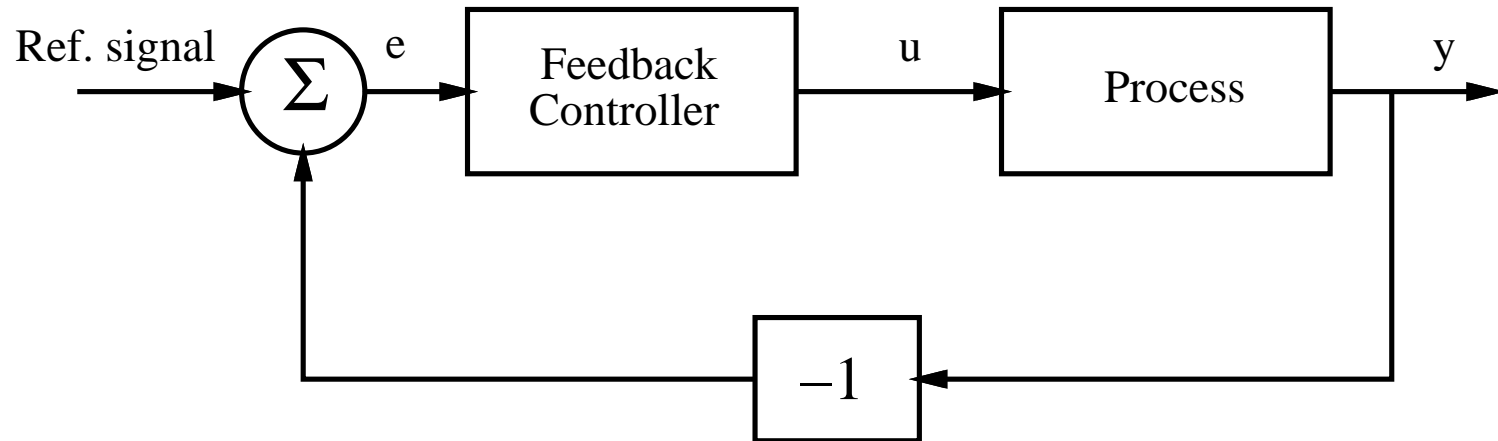 Ref. signal
Σ
e
Feedback
Controller
u
Process
y
−1